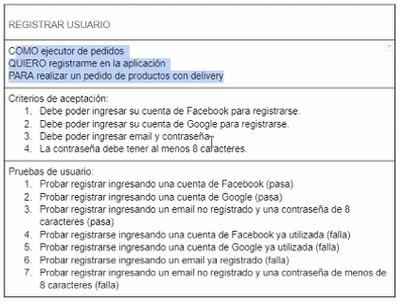 REGISTRAR USUARIO
COMO ejecutor de pedidos
QUIERO registrarme en la aplicación
PARA realizar un pedido de productos con delivery
Criterios de aceptación:
1. Debe poder ingresar su cuenta de Facebook para registrarse.
2. Debe poder ingresar su cuenta de Google para registrarse.
3. Debe poder ingresar email y contraseña.
4. La contraseña debe tener al menos 8 caracteres.
Pruebas de usuario:
1. Probar registrar ingresando una cuenta de Facebook (pasa)
2. Probar registrar ingresando una cuenta de Google (pasa)
3. Probar registrar ingresando un email no registrado y una contraseña de 8
caracteres (pasa)
4. Probar registrarse ingresando una cuenta de Facebook ya utilizada (falla)
5. Probar registrarse ingresando una cuenta de Google ya utilizada (falla)
6. Probar registrarse ingresando un email ya registrado (falla)
7. Probar registrar ingresando un email no registrado y una contraseña de menos de
8 caracteres (falla)